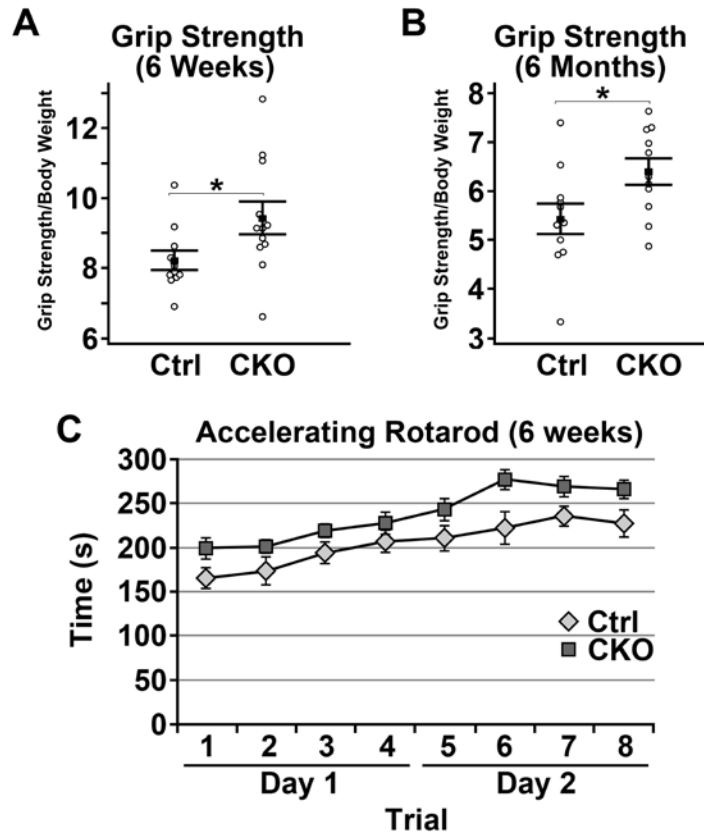 A
Grip Strength
(6 Weeks)
Grip Strength/Body Weight
12
10
8
6
*
Ctrl CKO
B
Grip Strength
(6 Months)
Grip Strength/Body Weight
8
7
6
5
4
3
*
Ctrl CKO
C Accelerating Rotarod (6 weeks)
Time (s)
300
250
200
150
100
50
0
Ctrl
CKO
1 2 3 4 5 6 7 8
Day 1 Day 2
Trial